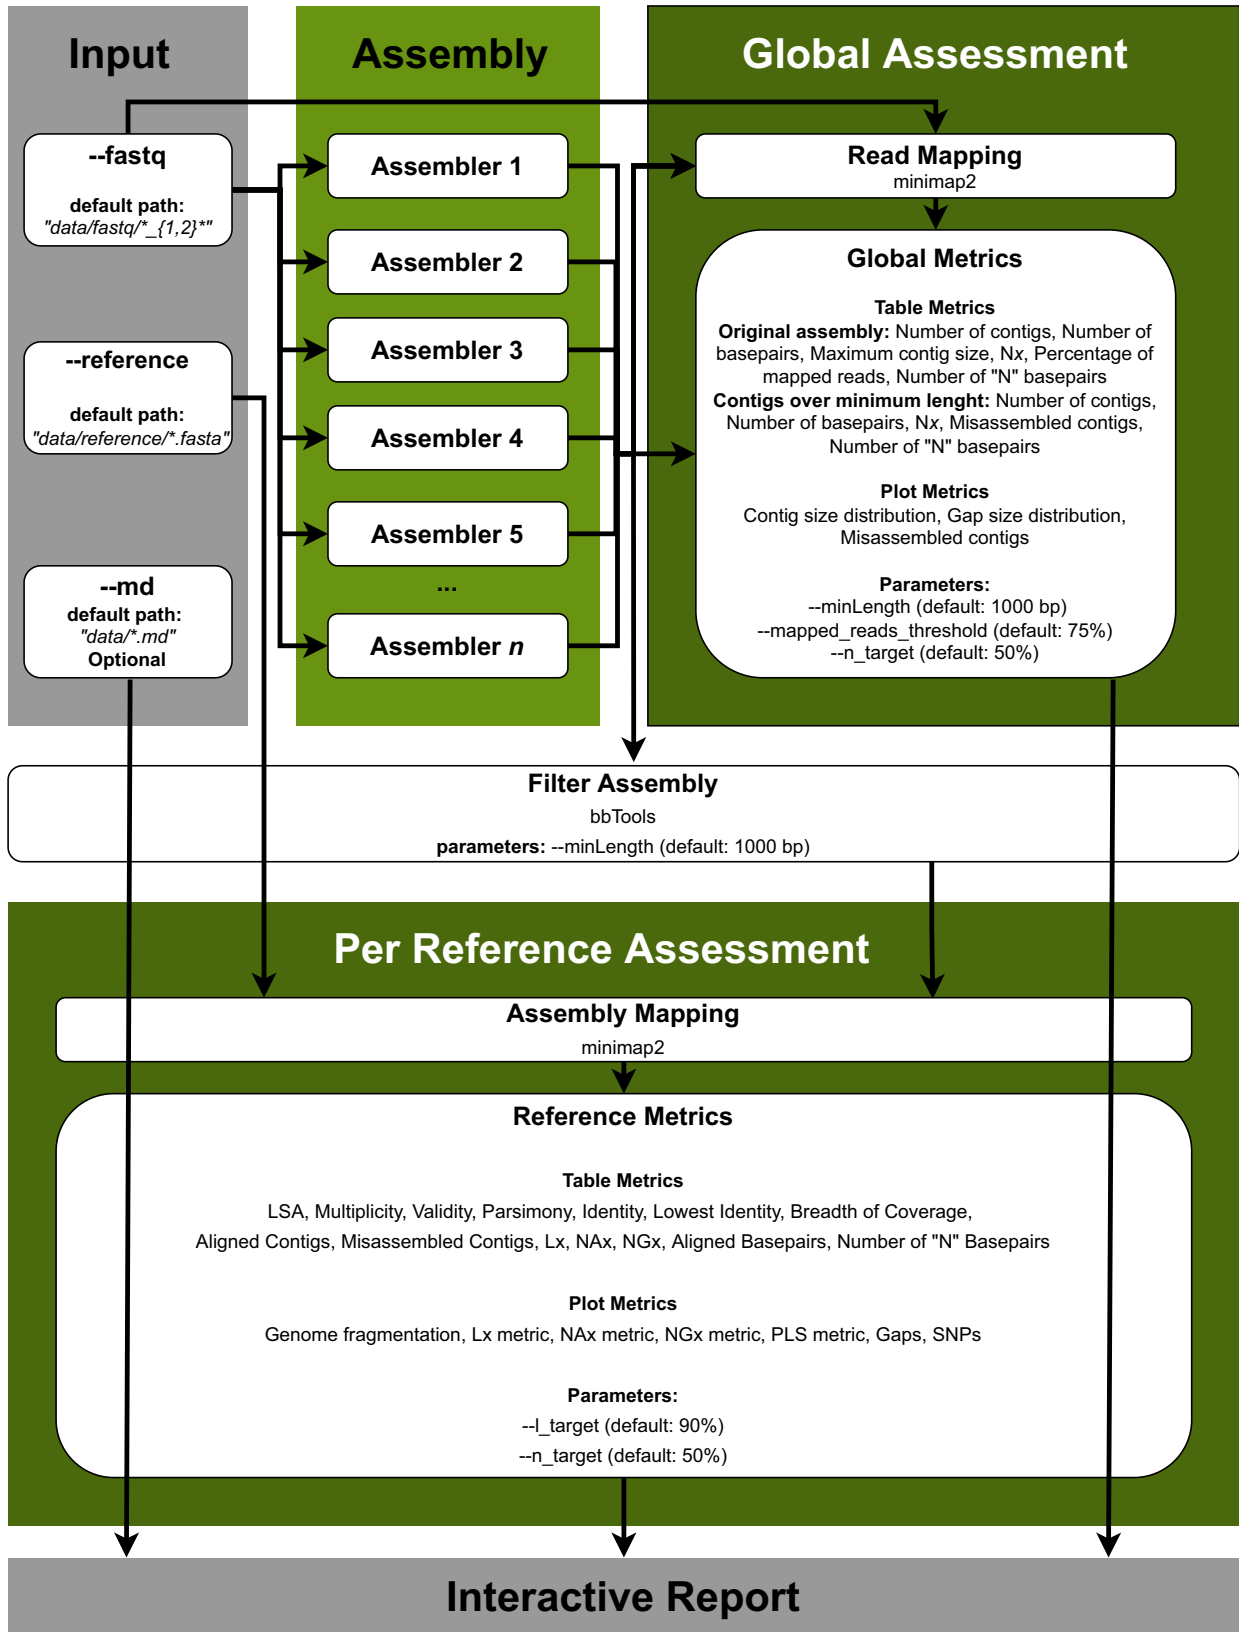 Input
Assembly
Global Assessment
--fastq
default path:
"data/fastq/*_{1,2}*"
--reference
default path:
"data/reference/*.fasta"
--md
default path:
"data/*.md"
Optional
Assembler 1
Assembler 2
Assembler 3
Assembler 4
Assembler 5
...
Assembler n
Read Mapping
minimap2
Global Metrics
Table Metrics
Original assembly: Number of contigs, Number of
basepairs, Maximum contig size, Nx, Percentage of
mapped reads, Number of "N" basepairs
Contigs over minimum lenght: Number of contigs,
Number of basepairs, Nx, Misassembled contigs,
Number of "N" basepairs
Plot Metrics
Contig size distribution, Gap size distribution,
Misassembled contigs
Parameters:
--minLength (default: 1000 bp)
--mapped_reads_threshold (default: 75%)
--n_target (default: 50%)
Filter Assembly
bbTools
parameters: --minLength (default: 1000 bp)
Per Reference Assessment
Assembly Mapping
minimap2
Reference Metrics
Table Metrics
LSA, Multiplicity, Validity, Parsimony, Identity, Lowest Identity, Breadth of Coverage,
Aligned Contigs, Misassembled Contigs, Lx, NAx, NGx, Aligned Basepairs, Number of "N" Basepairs
Plot Metrics
Genome fragmentation, Lx metric, NAx metric, NGx metric, PLS metric, Gaps, SNPs
Parameters:
--l_target (default: 90%)
--n_target (default: 50%)
Interactive Report